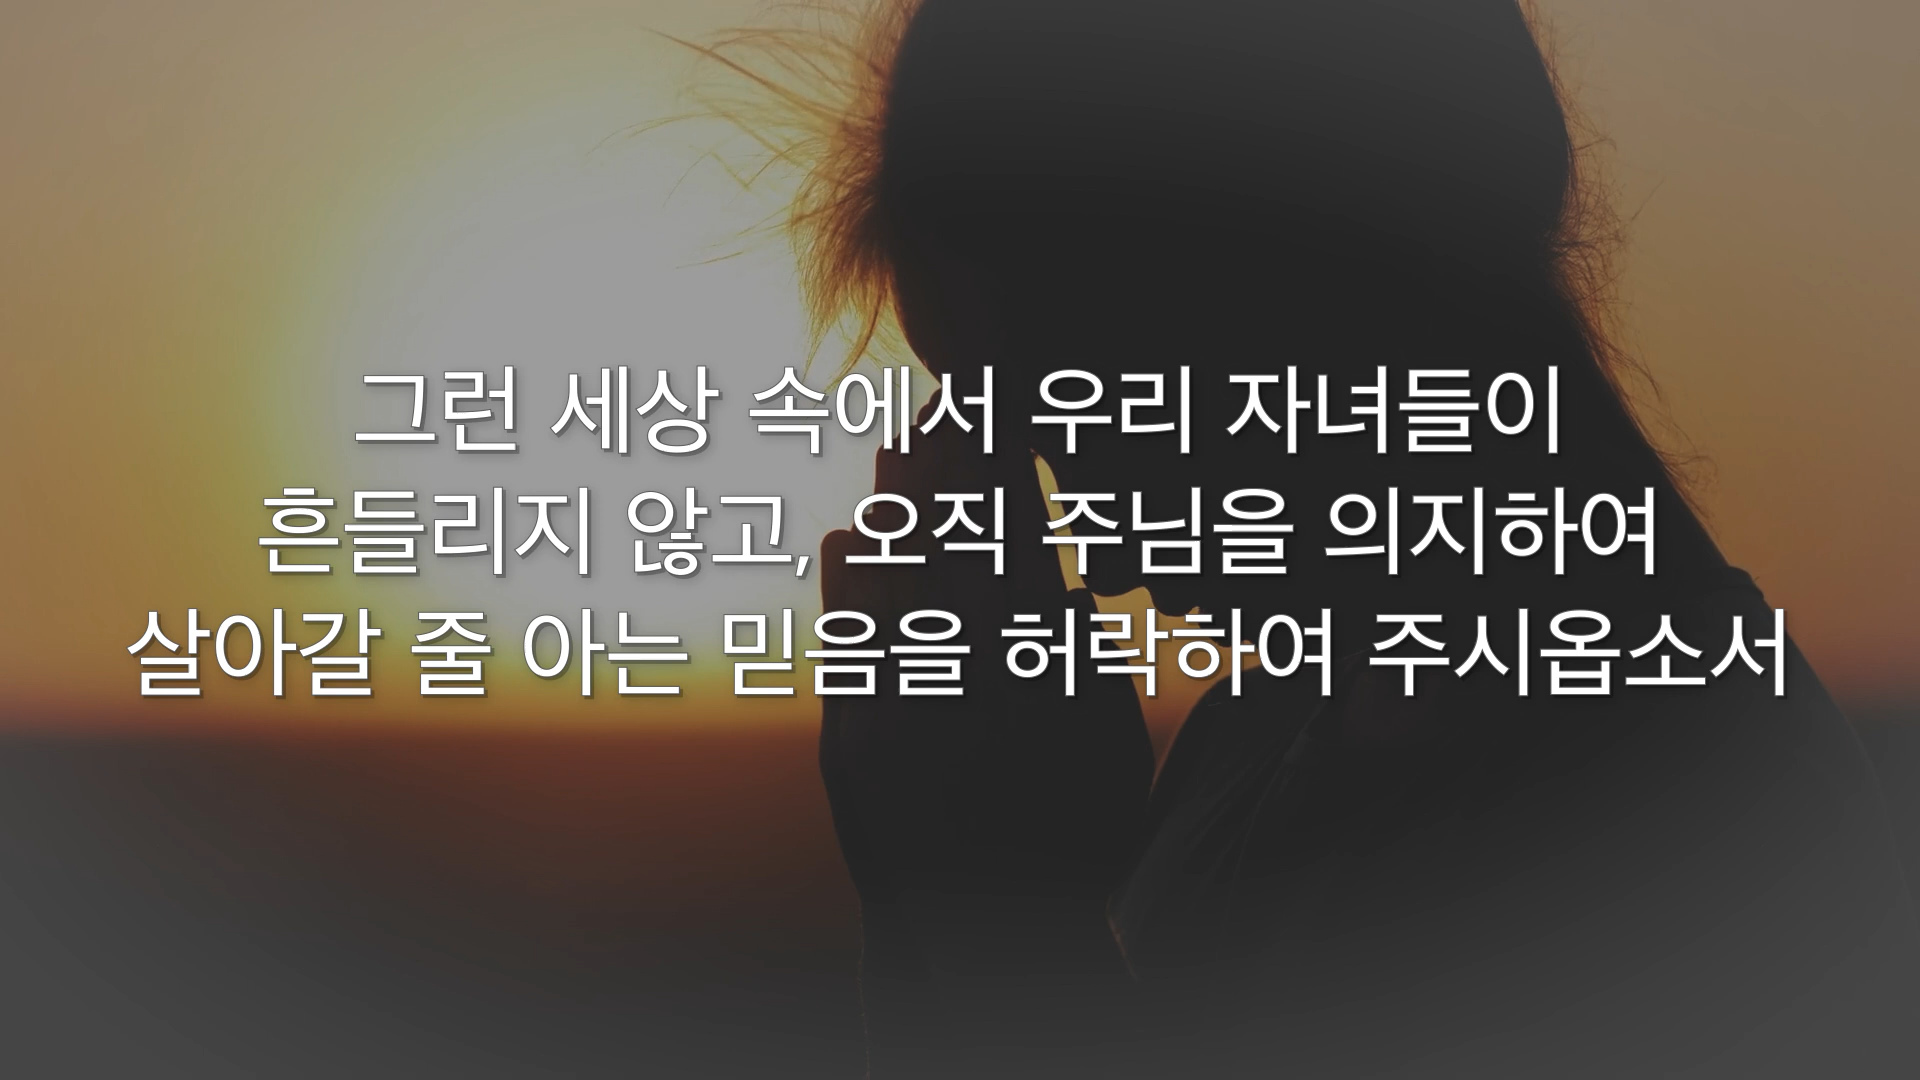 그런 세상 속에서 우리 자녀들이
흔들리지 않고, 오직 주님을 의지하여
살아갈 줄 아는 믿음을 허락하여 주시옵소서